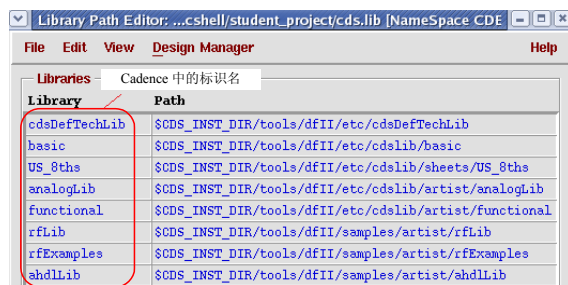 Library Path Editor: ...cshell/student_project/cds.lib [NameSpace CDE
File Edit View Design Manager Help
Libraries
Cadence 中的标识名
Library Path
cdsDefTechLib $CDS_INST_DIR/tools/dfII/etc/cdsDefTechLib
basic $CDS_INST_DIR/tools/dfII/etc/cdslib/basic
US_8ths $CDS_INST_DIR/tools/dfII/etc/cdslib/sheets/US_8ths
analogLib $CDS_INST_DIR/tools/dfII/etc/cdslib/artist/analogLib
functional $CDS_INST_DIR/tools/dfII/etc/cdslib/artist/functional
rfLib $CDS_INST_DIR/tools/dfII/samples/artist/rfLib
rfExamples $CDS_INST_DIR/tools/dfII/samples/artist/rfExamples
ahdlLib $CDS_INST_DIR/tools/dfII/samples/artist/ahdlLib